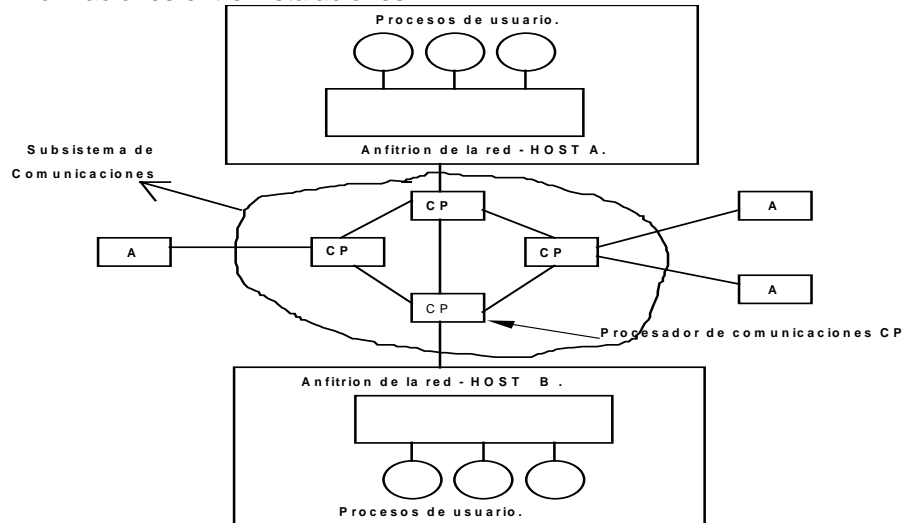 Procesos de usuario.
Anfitrion de la red - HOST A.
Subsistema de
Comunicaciones
CP
A
A
CP
CP
A
CP
Procesador de comunicaciones CP
Anfitrion de la red - HOST B .
Procesos de usuario.